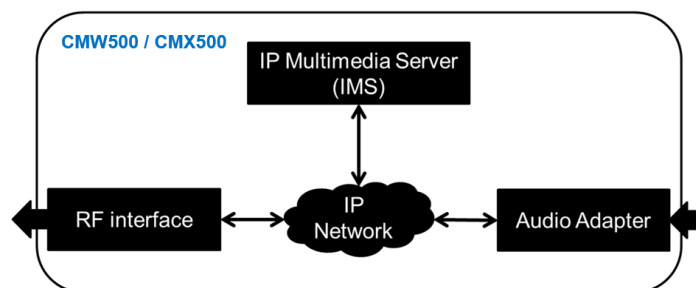 CMW500 / CMX500
IP Multimedia Server
(IMS)
RF interface
IP
Network
Audio Adapter